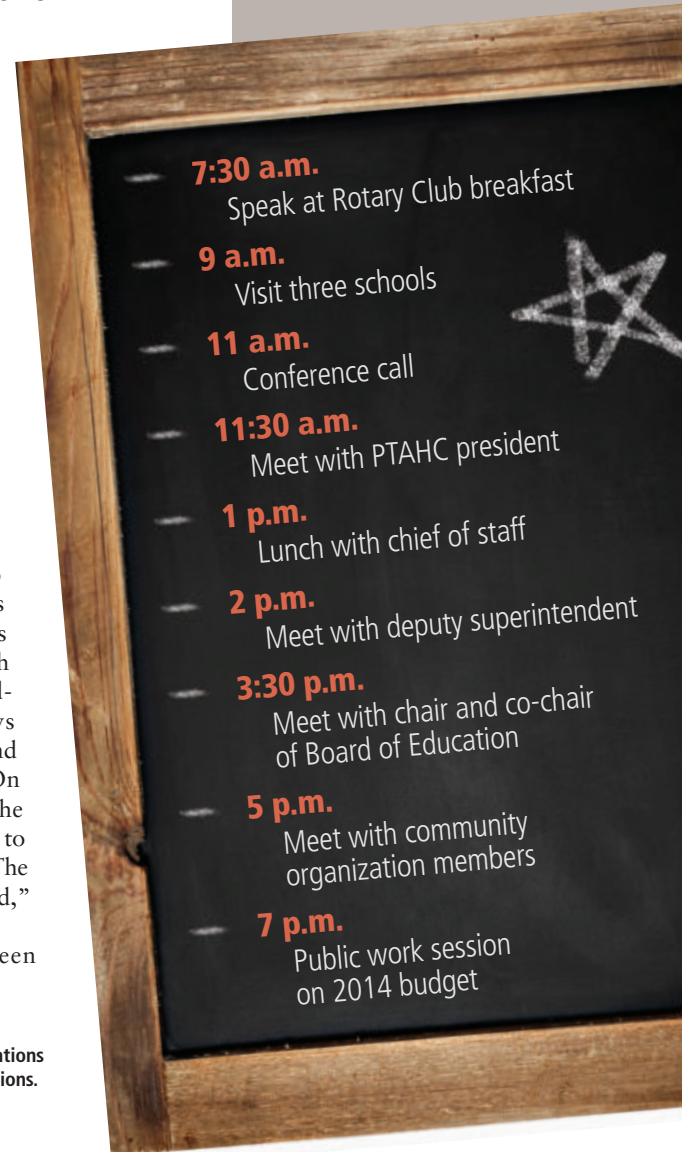 7:30 a.m.
Speak at Rotary Club breakfast
9 a.m.
Visit three schools
11 a.m.
Conference call
11:30 a.m.
Meet with PTAHC president
1 p.m.
Lunch with chief of staff
2 p.m.
Meet with deputy superintendent
3:30 p.m.
Meet with chair and co-chair
of Board of Education
5 p.m.
Meet with community
organization members
7 p.m.
Public work session
on 2014 budget
to